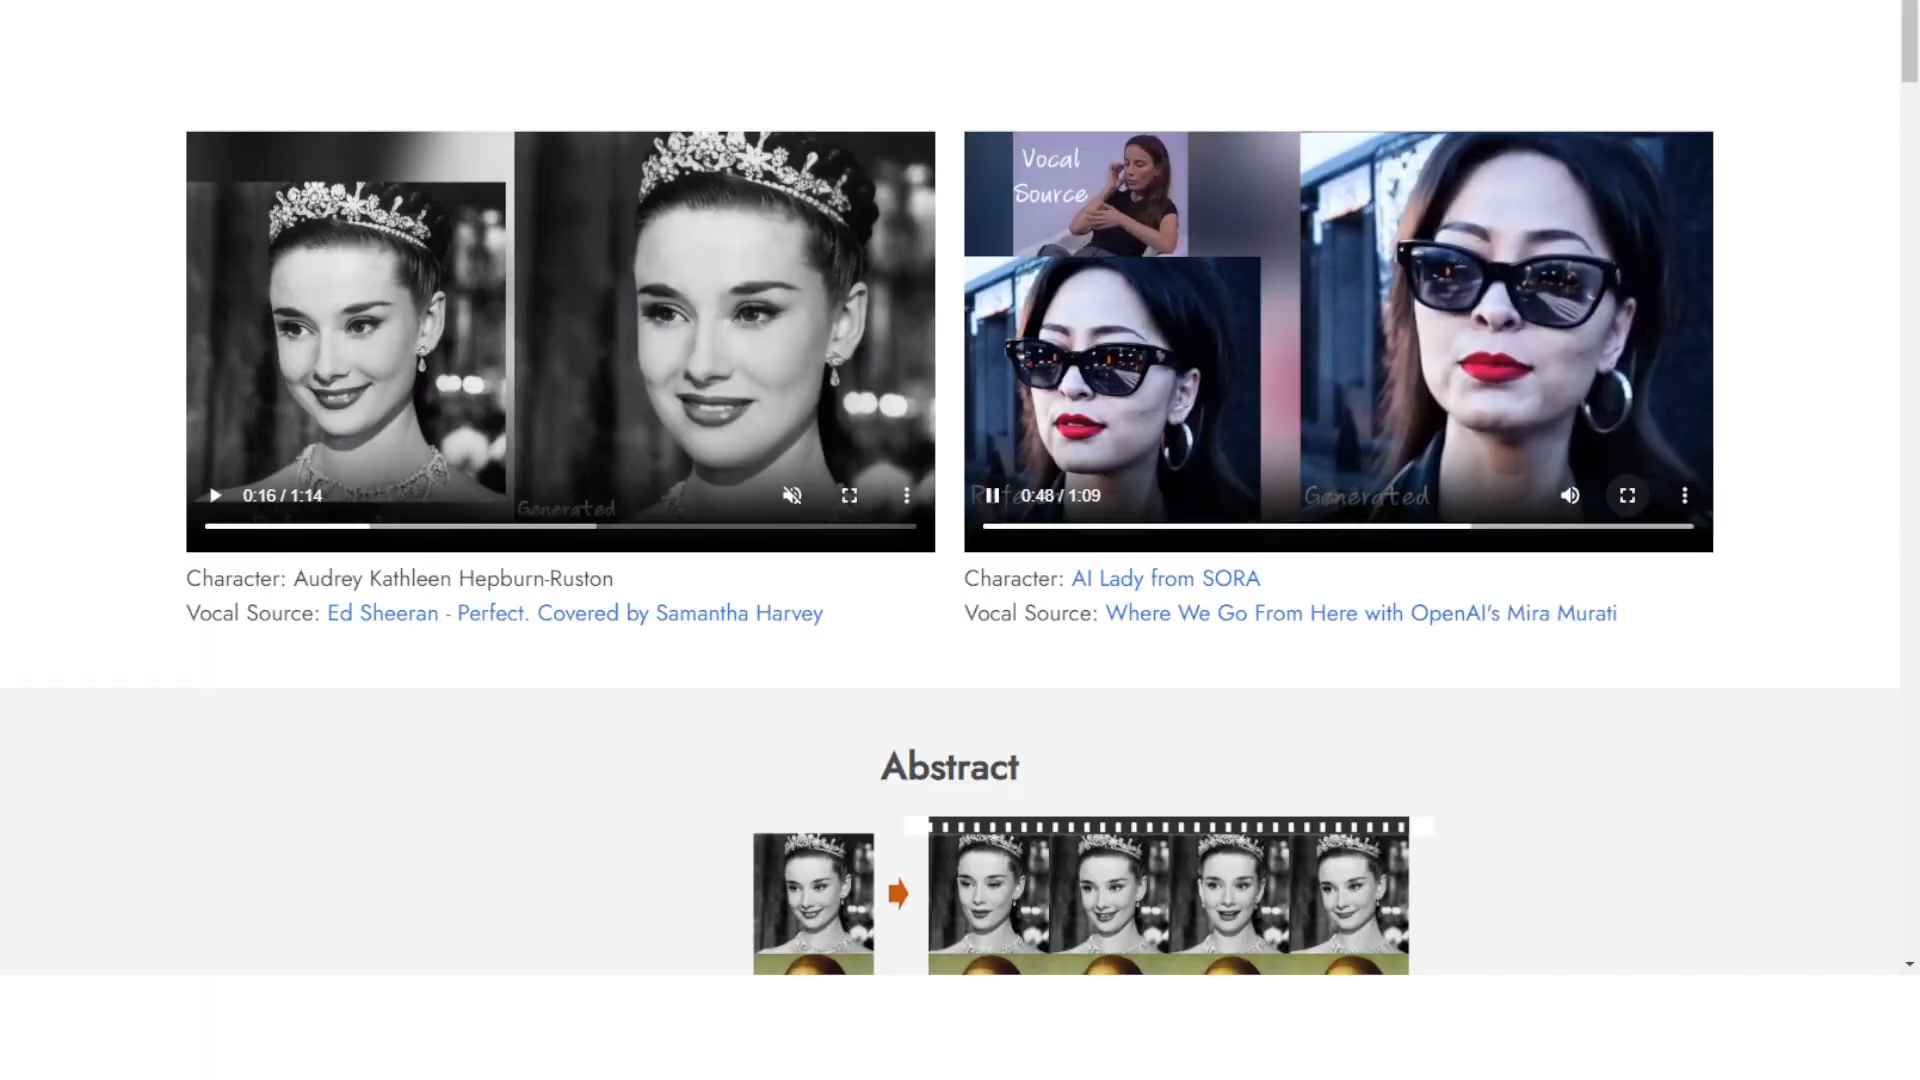 Vocal
Source
0:16 / 1:14
Generated
0:48 / 1:09
Generated
Character: Audrey Kathleen Hepburn-Ruston
Vocal Source: Ed Sheeran - Perfect. Covered by Samantha Harvey
Character: AI Lady from SORA
Vocal Source: Where We Go From Here with OpenAI's Mira Murati
Abstract